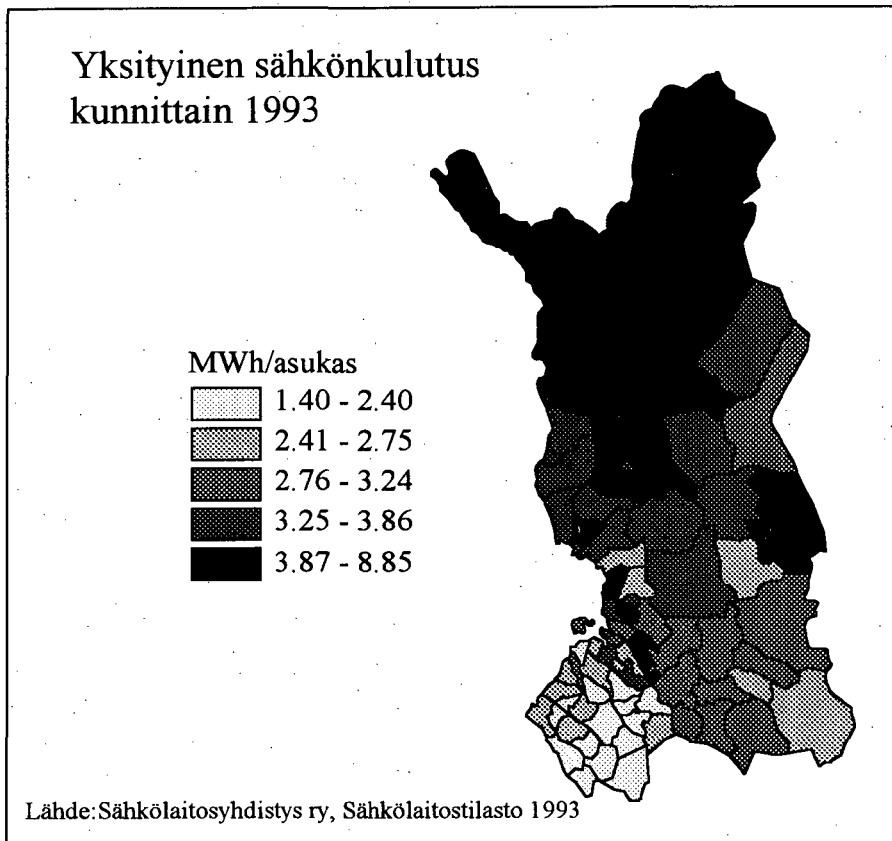 Yksityinen sähkönkulutus
kunnittain 1993
MWh/asukas
1.40 - 2.40
2.41 - 2.75
2.76 - 3.24
3.25 - 3.86
3.87 - 8.85
Lähde:Sähkölaitosyhdistys ry, Sähkölaitostilasto 1993